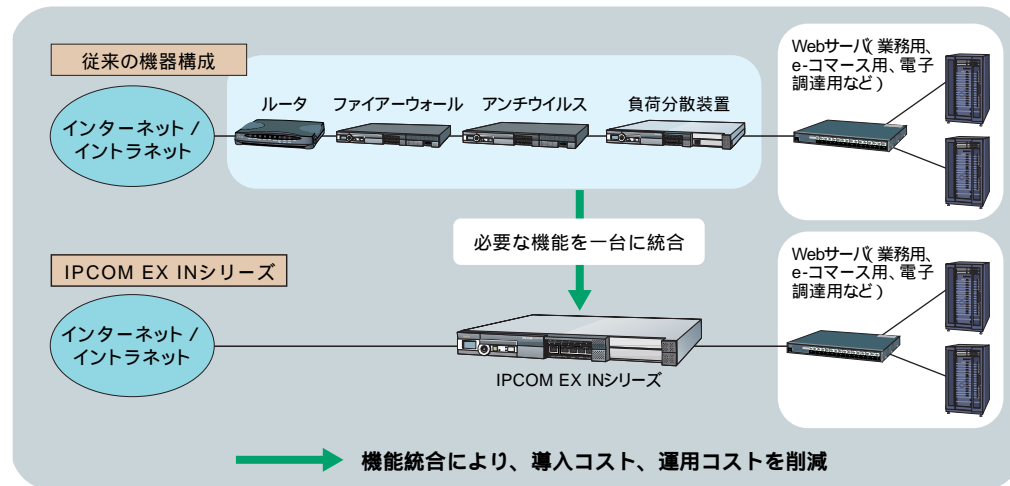 従来の機器構成
インターネット /
イントラネット
ルータ
ファイアーウォール
アンチウイルス
負荷分散装置
Webサーバ( 業務用、
e-コマース用、電子
調達用など )
必要な機能を一台に統合
IPCOM EX INシリーズ
インターネット /
イントラネット
IPCOM EX INシリーズ
Webサーバ( 業務用、
e-コマース用、電子
調達用など )
機能統合により、導入コスト、運用コストを削減